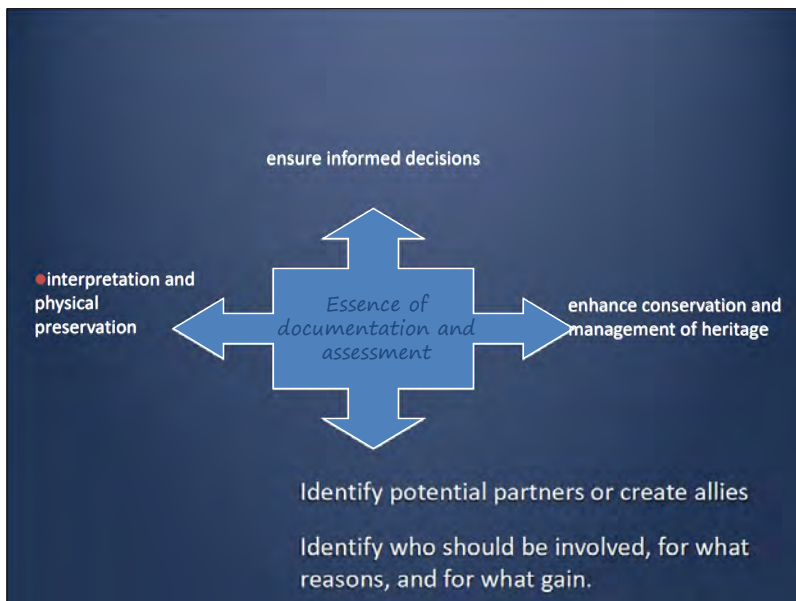 ensure informed decisions
●interpretation and
physical
preservation
Essence of
documentation and
assessment
enhance conservation and
management of heritage
Identify potential partners or create allies
Identify who should be involved, for what
reasons, and for what gain.